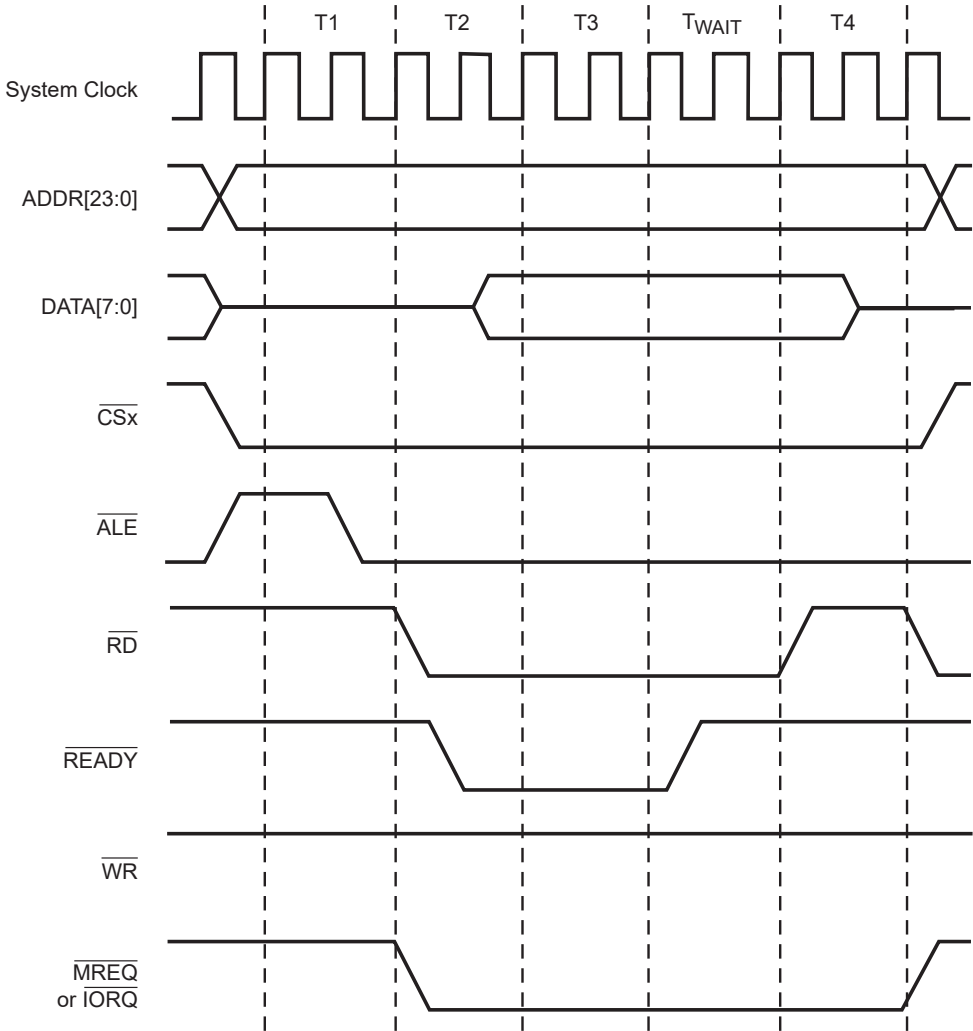 T1 T2 T3 TWAIT T4
System Clock
ADDR[23:0]
DATA[7:0]
CSx
ALE
RD
READY
WR
MREQ
or IORQ